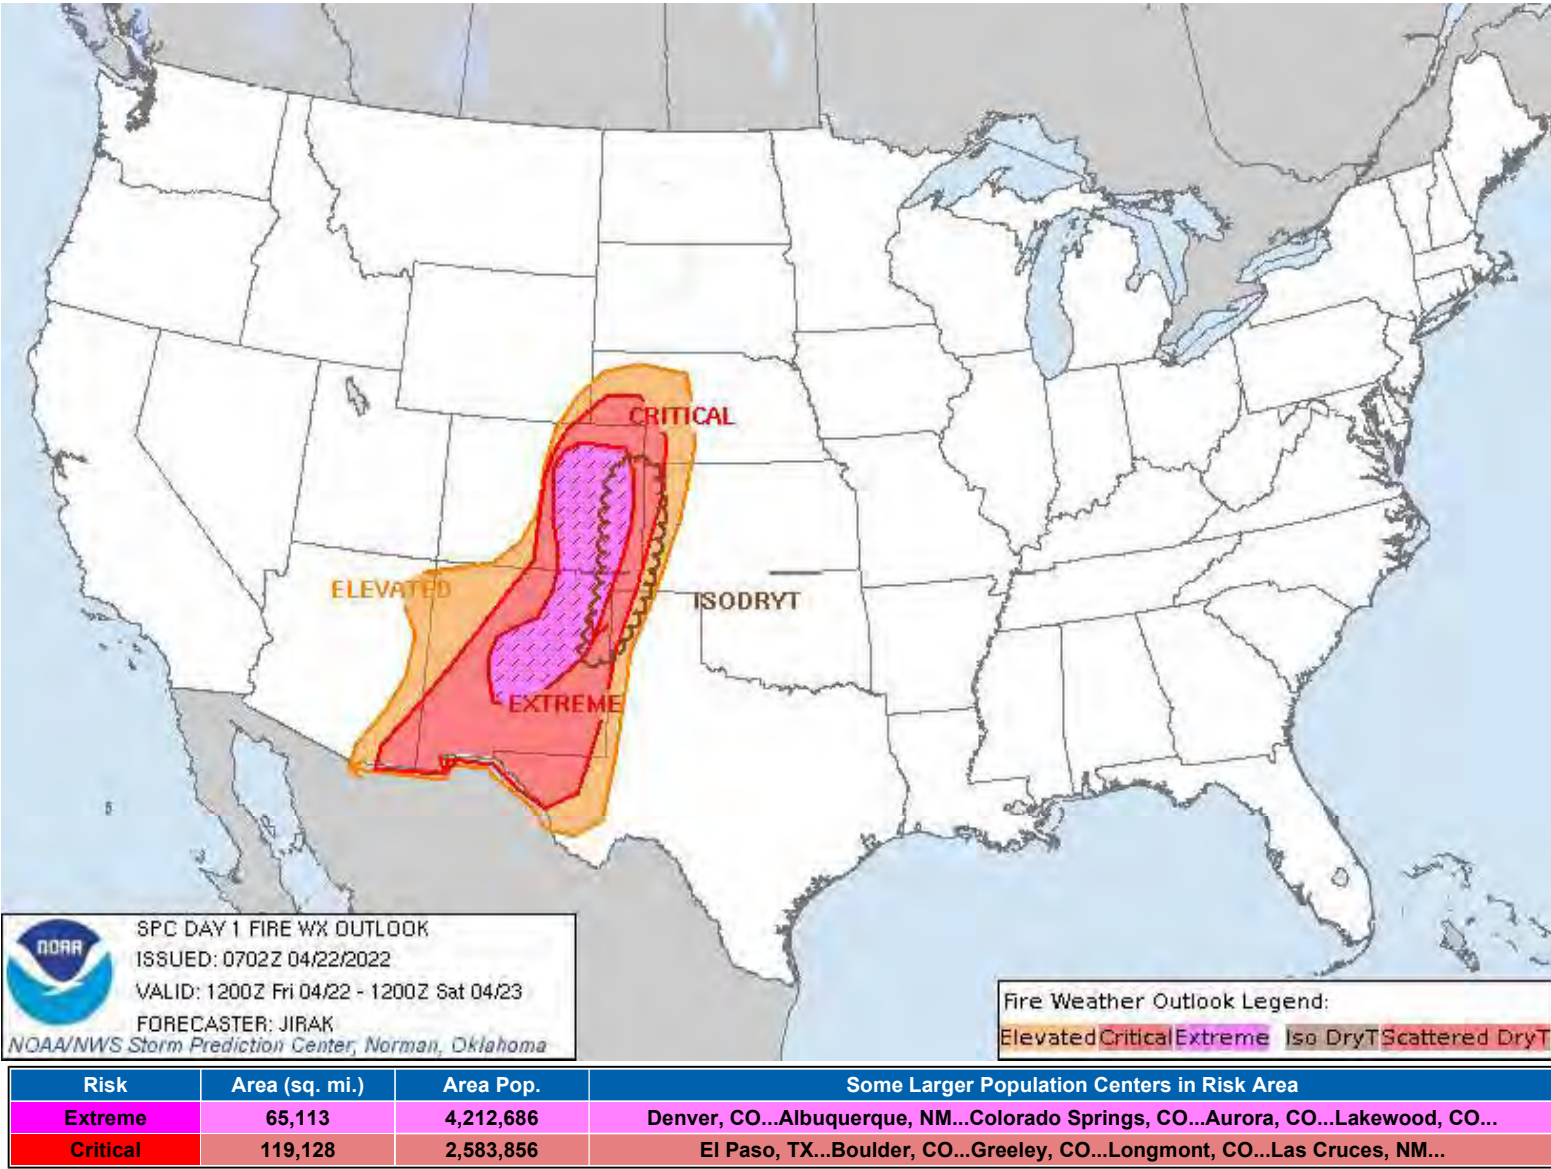 CRITICAL
ELEVATED
ISODRYT
EXTREME
NOAA
SPC DAY 1 FIRE WX OUTLOOK
ISSUED: 0702Z 04/22/2022
VALID: 1200Z Fri 04/22 - 1200Z Sat 04/23
FORECASTER: JIRAK
NOAA/NWS Storm Prediction Center, Norman, Oklahoma
Fire Weather Outlook Legend:
Elevated Critical Extreme Iso DryT Scattered DryT
Risk Area (sq. mi.) Area Pop. Some Larger Population Centers in Risk Area
Extreme 65,113 4,212,686 Denver, CO...Albuquerque, NM...Colorado Springs, CO...Aurora, CO...Lakewood, CO...
Critical 119,128 2,583,856 El Paso, TX...Boulder, CO...Greeley, CO...Longmont, CO...Las Cruces, NM...